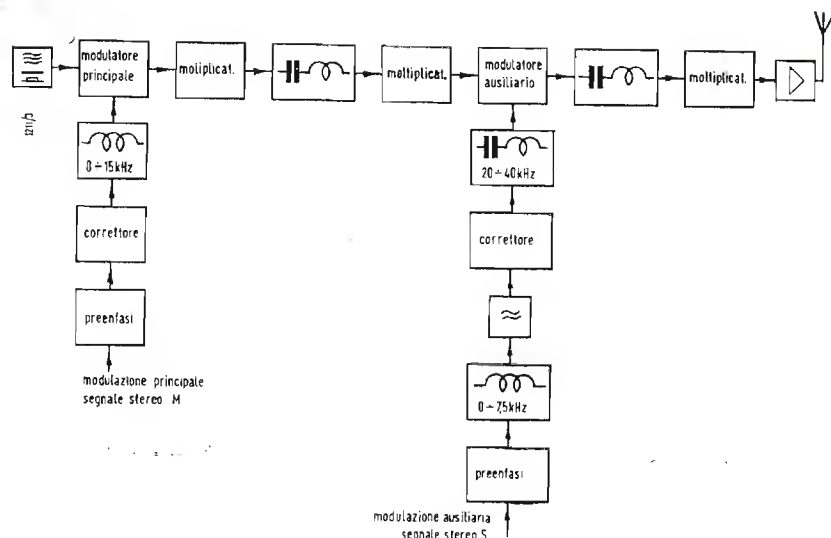 modulatore
principale
moliplicat.
moltiplicat.
modulatore
ausiliario
moltiplicat.
0÷15kHz
20÷40kHz
correttore
correttore
preenfasi
≈
modulazione principale
segnale stereo M
0÷7,5kHz
preenfasi
modulazione ausiliaria
segnale stereo S